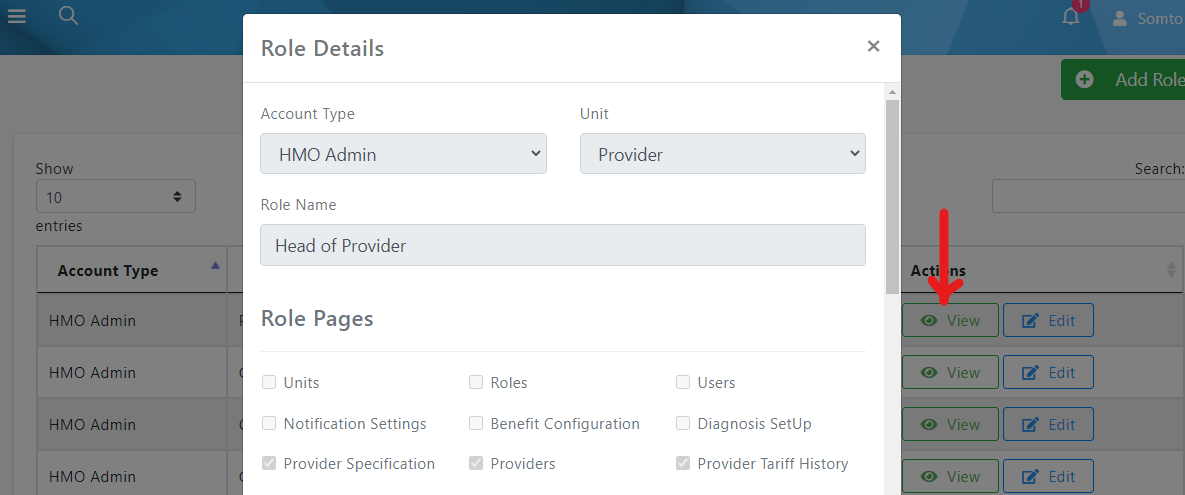 1
Somto
Role Details ×
Add Role
Account Type Unit
HMO Admin Provider
Show
10
entries
Search:
Role Name
Head of Provider
Account Type Actions
Role Pages
HMO Admin View Edit
HMO Admin View Edit
HMO Admin View Edit
HMO Admin View Edit
Units Roles Users
Notification Settings Benefit Configuration Diagnosis SetUp
Provider Specification Providers Provider Tariff History